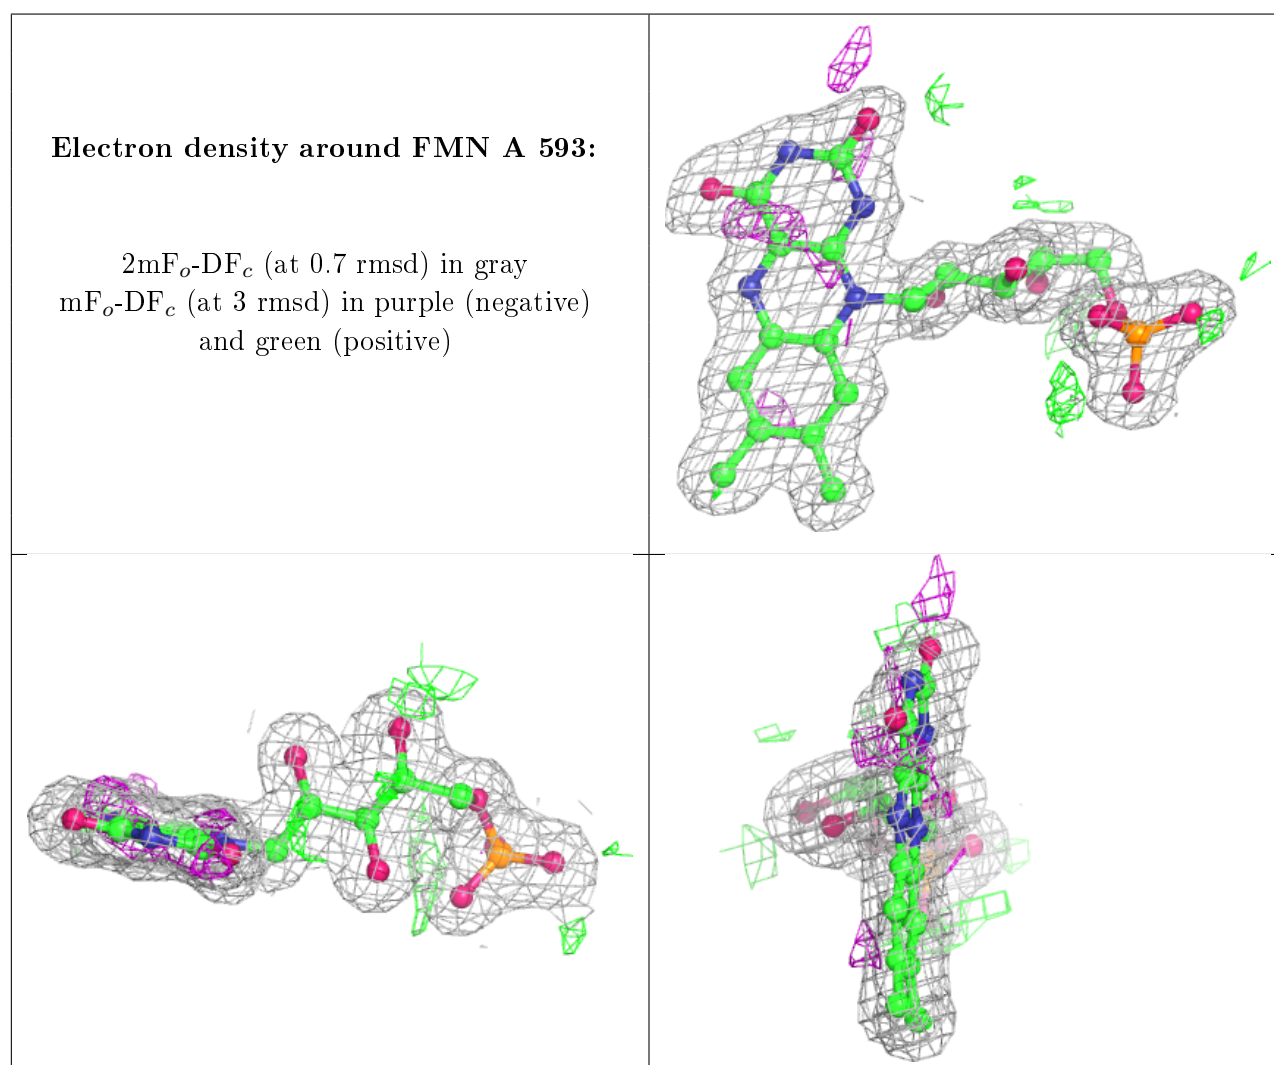 Electron density around FMN A 593:
2mFₒ-DF𝑐 (at 0.7 rmsd) in gray
mFₒ-DF𝑐 (at 3 rmsd) in purple (negative)
and green (positive)